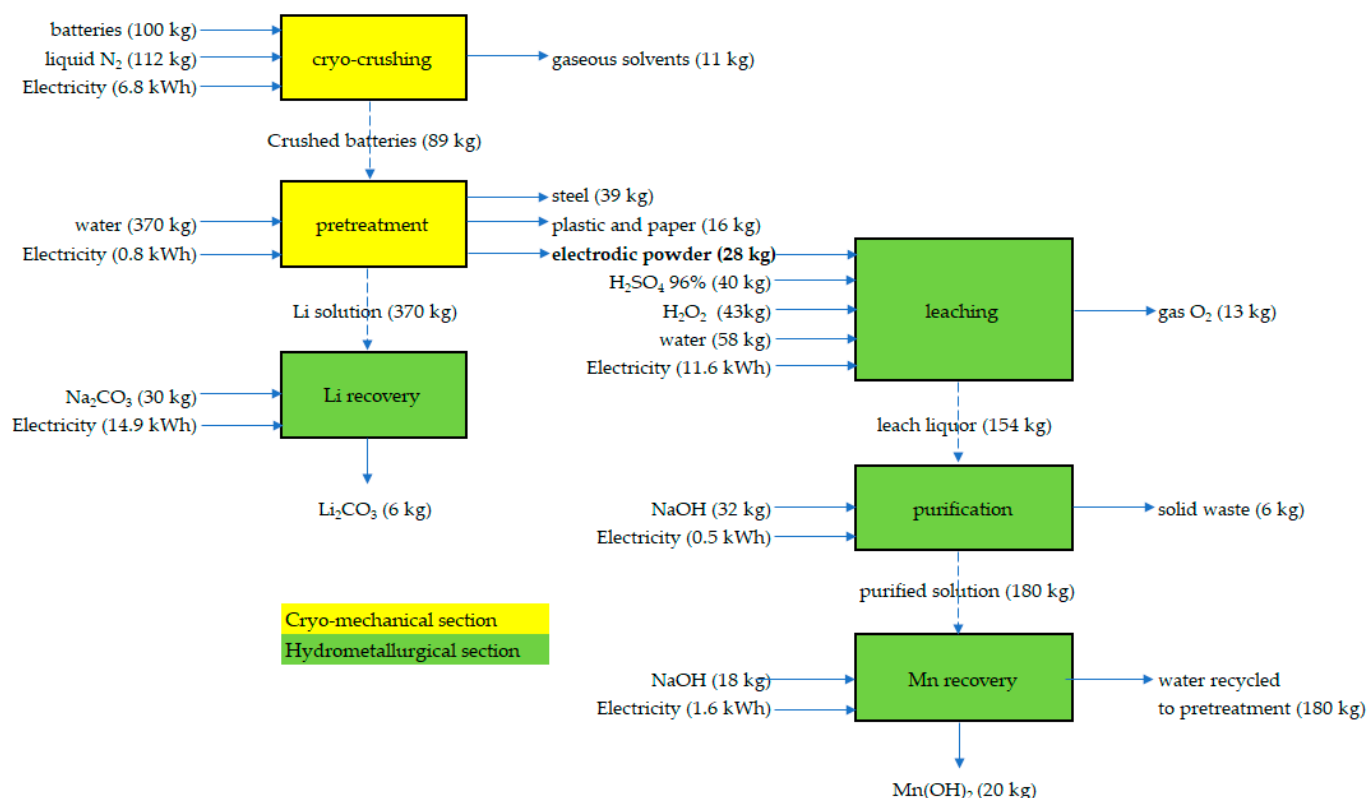 batteries (100 kg)
liquid N₂ (112 kg)
Electricity (6.8 kWh)
cryo-crushing
gaseous solvents (11 kg)
Crushed batteries (89 kg)
water (370 kg)
Electricity (0.8 kWh)
pretreatment
steel (39 kg)
plastic and paper (16 kg)
electrodic powder (28 kg)
Li solution (370 kg)
H₂SO₄ 96% (40 kg)
H₂O₂ (43kg)
water (58 kg)
Electricity (11.6 kWh)
leaching
gas O₂ (13 kg)
Na₂CO₃ (30 kg)
Electricity (14.9 kWh)
Li recovery
Li₂CO₃ (6 kg)
leach liquor (154 kg)
NaOH (32 kg)
Electricity (0.5 kWh)
purification
solid waste (6 kg)
purified solution (180 kg)
Cryo-mechanical section
Hydrometallurgical section
NaOH (18 kg)
Electricity (1.6 kWh)
Mn recovery
water recycled
to pretreatment (180 kg)
Mn(OH)₂ (20 kg)